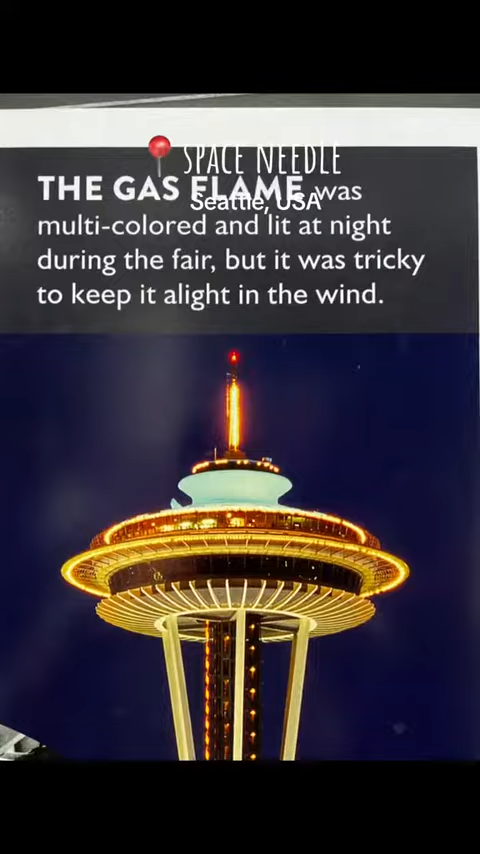 SPACE NEEDLE
Seattle, USA
THE GAS FLAME was
multi-colored and lit at night
during the fair, but it was tricky
to keep it alight in the wind.